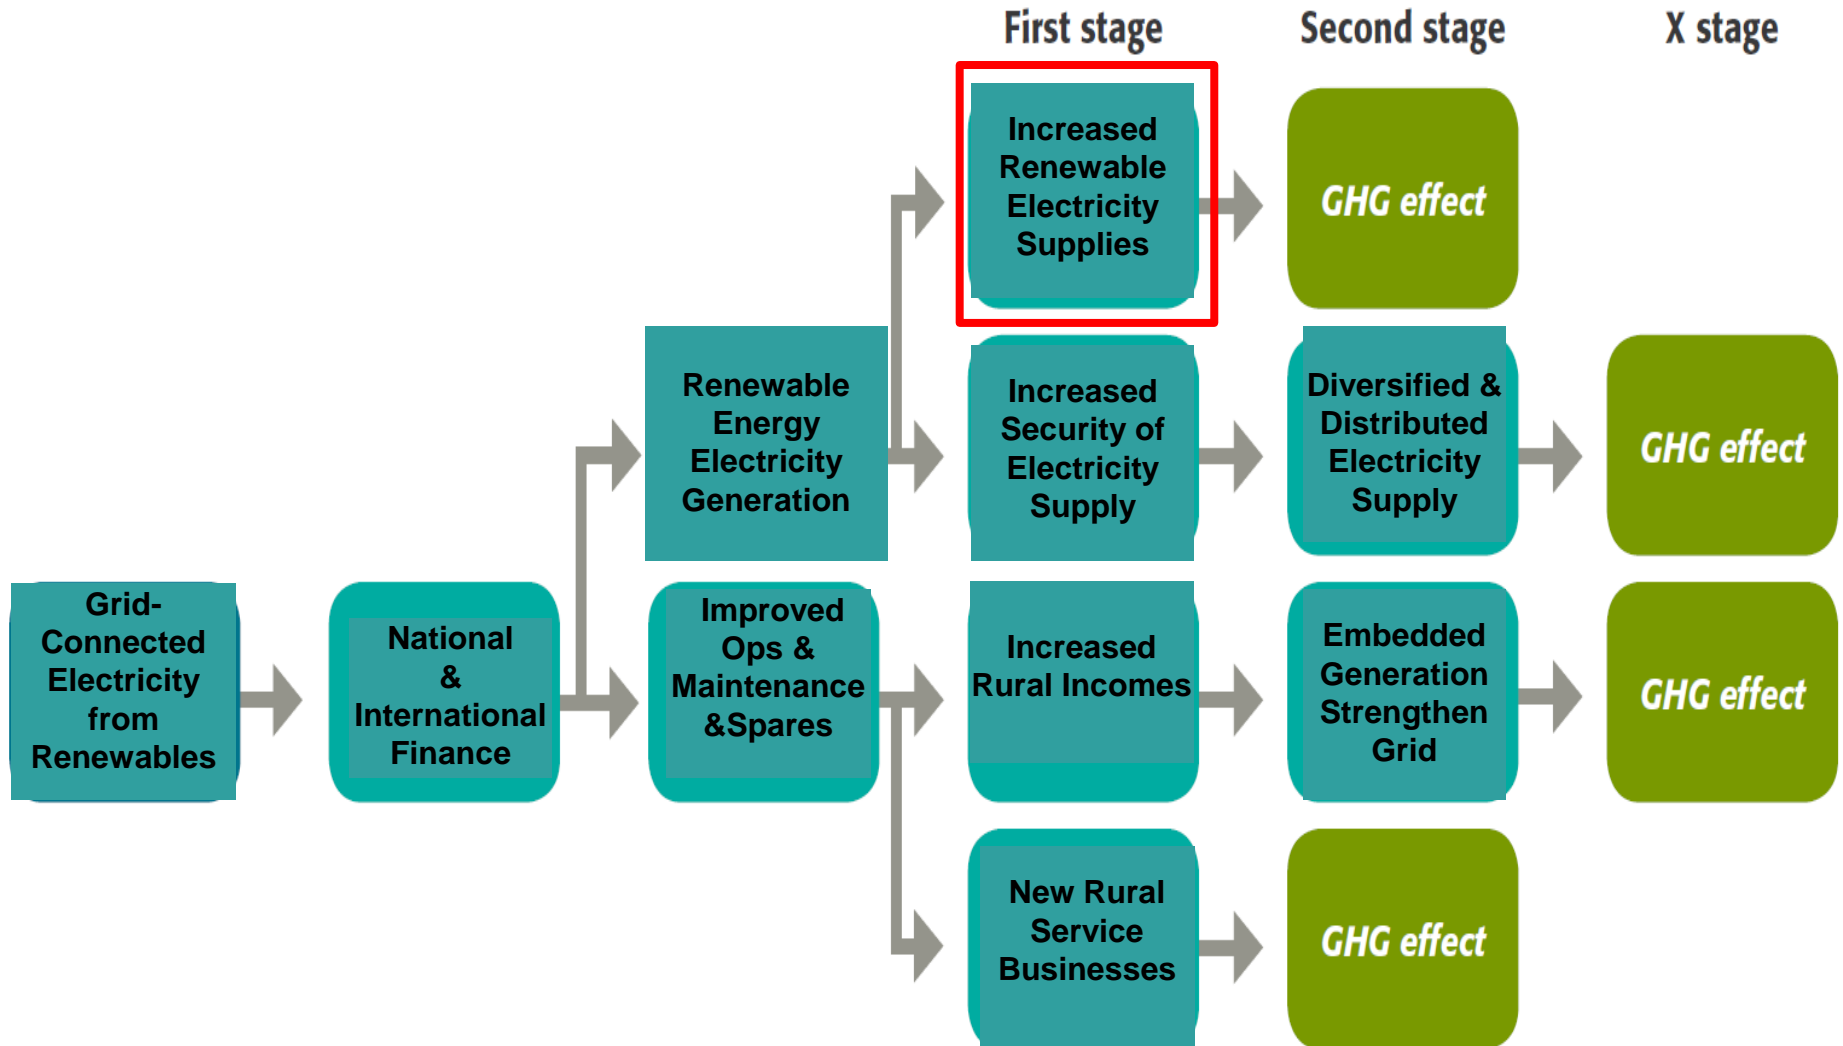 First stage
Second stage
X stage
Increased
Renewable
Electricity
Supplies
GHG effect
Renewable
Energy
Electricity
Generation
Increased
Security of
Electricity
Supply
Diversified &
Distributed
Electricity
Supply
GHG effect
Grid-
Connected
Electricity
from
Renewables
National
&
International
Finance
Improved
Ops &
Maintenance
&Spares
Increased
Rural Incomes
Embedded
Generation
Strengthen
Grid
GHG effect
New Rural
Service
Businesses
GHG effect